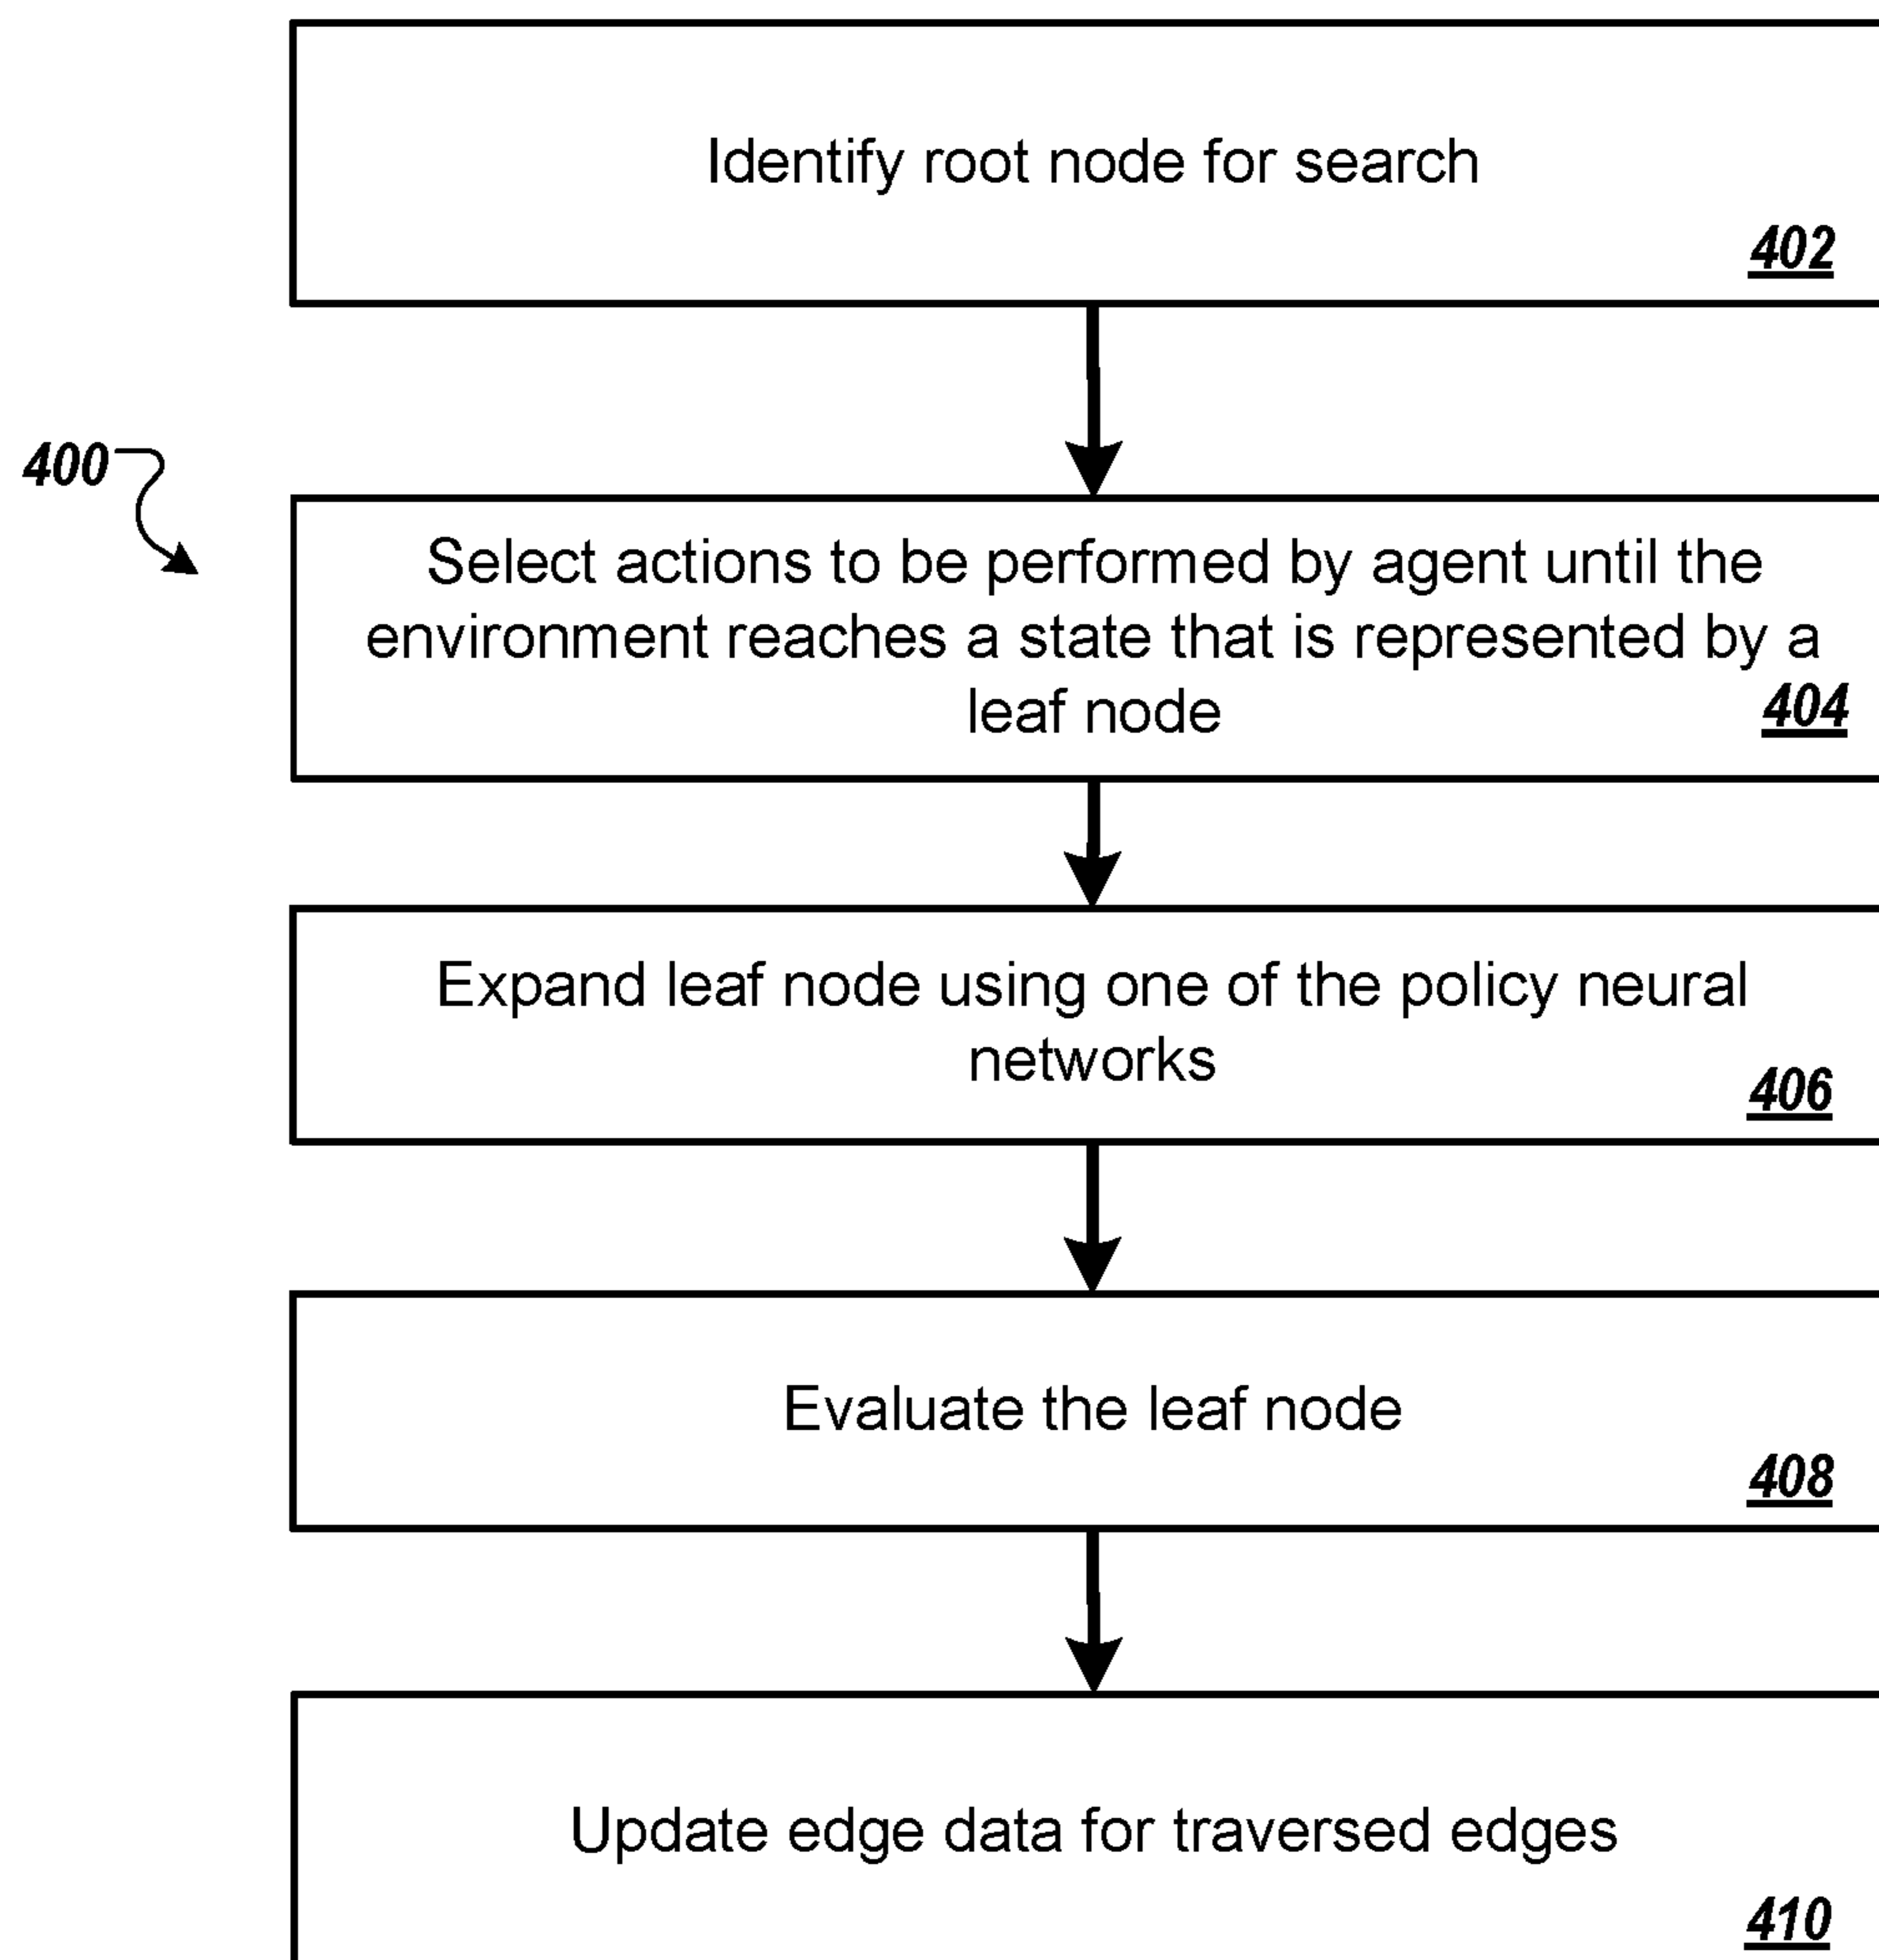 Identify root node for search
402
400
Select actions to be performed by agent until the
environment reaches a state that is represented by a
leaf node
404
Expand leaf node using one of the policy neural
networks
406
Evaluate the leaf node
408
Update edge data for traversed edges
410